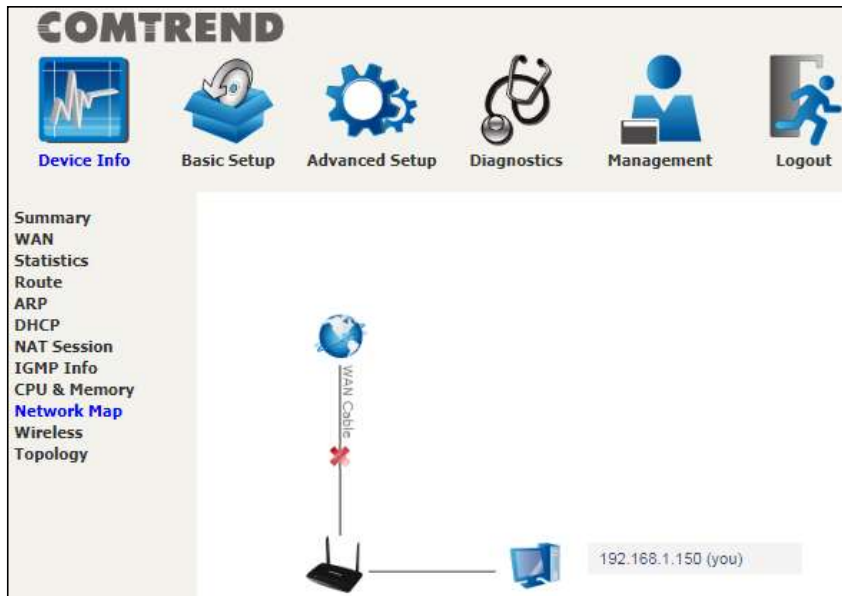 COMTREND
Device Info
Basic Setup
Advanced Setup
Diagnostics
Management
Logout
Summary
WAN
Statistics
Route
ARP
DHCP
NAT Session
IGMP Info
CPU & Memory
Network Map
Wireless
Topology
WAN Cable
192.168.1.150 (you)